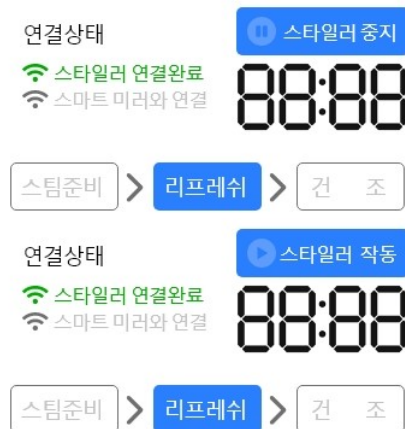 연결상태
스타일러 중지
스타일러 연결완료
스마트 미러와 연결
88:88
스팀준비 > 리프레쉬 > 건 조
연결상태
스타일러 작동
스타일러 연결완료
스마트 미러와 연결
88:88
스팀준비 > 리프레쉬 > 건 조